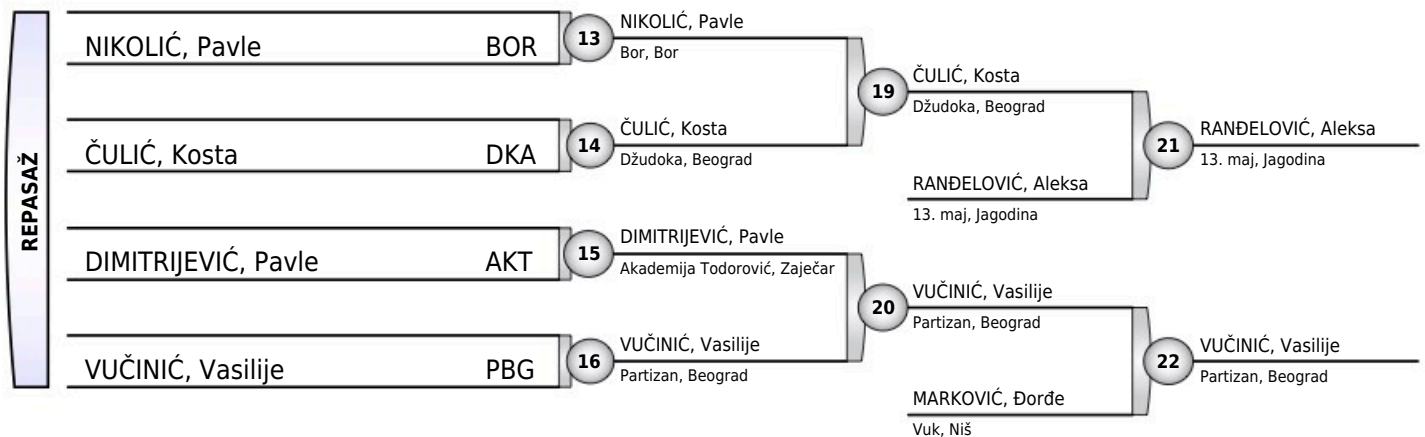 REPASAŽ
NIKOLIĆ, Pavle BOR
13
NIKOLIĆ, Pavle
Bor, Bor
ČULIĆ, Kosta DKA
14
ČULIĆ, Kosta
Džudoka, Beograd
19
ČULIĆ, Kosta
Džudoka, Beograd
RANĐELOVIĆ, Aleksa
13. maj, Jagodina
21
RANĐELOVIĆ, Aleksa
13. maj, Jagodina
DIMITRIJEVIĆ, Pavle AKT
15
DIMITRIJEVIĆ, Pavle
Akademija Todorović, Zaječar
VUČINIĆ, Vasilije PBG
16
VUČINIĆ, Vasilije
Partizan, Beograd
20
VUČINIĆ, Vasilije
Partizan, Beograd
MARKOVIĆ, Đorđe
Vuk, Niš
22
VUČINIĆ, Vasilije
Partizan, Beograd